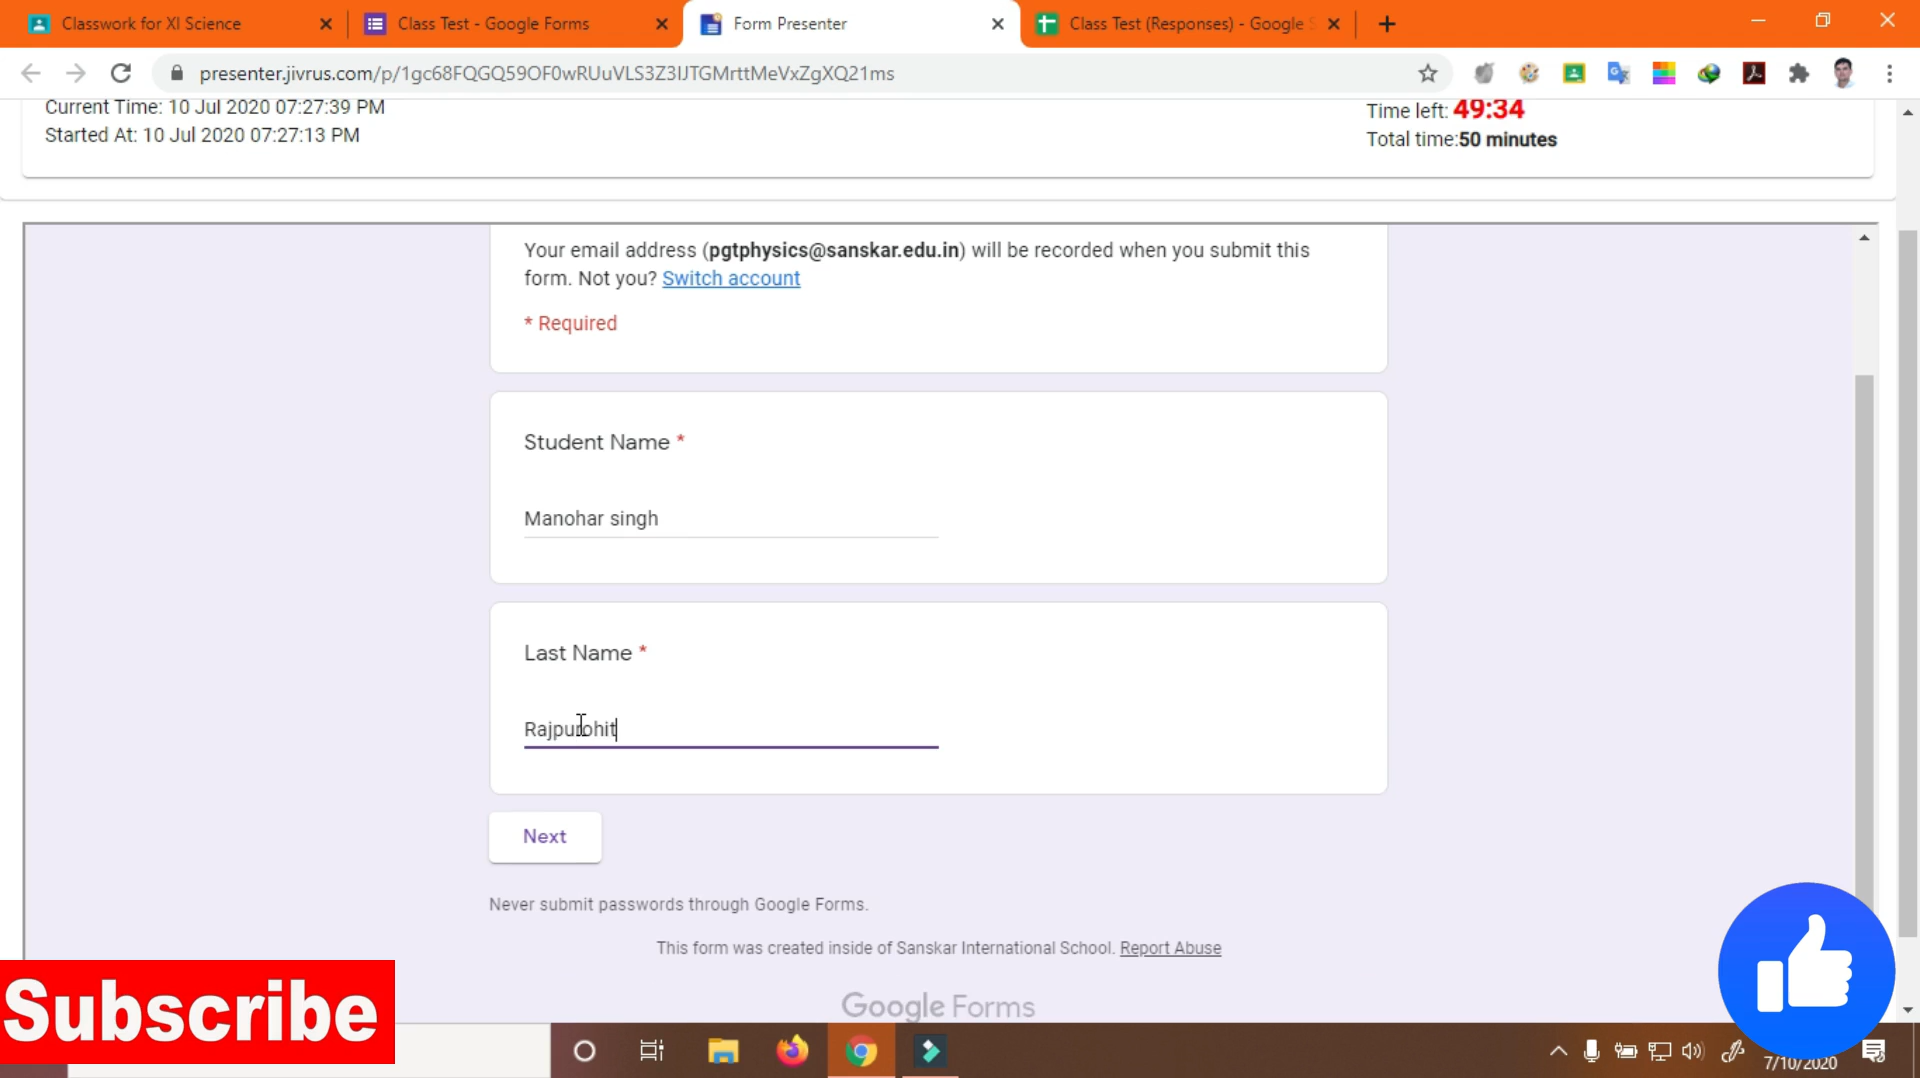 Classwork for XI Science
Class Test - Google Forms
Form Presenter
Class Test (Responses) - Google S
presenter.jivrus.com/p/1gc68FQGQ59OF0wRUuVLS3Z3IJTGMrttMeVxZgXQ21ms
Current Time: 10 Jul 2020 07:27:39 PM
Started At: 10 Jul 2020 07:27:13 PM
Time left: 49:34
Total time:50 minutes
Your email address (pgtphysics@sanskar.edu.in) will be recorded when you submit this
form. Not you? Switch account
* Required
Student Name *
Manohar singh
Last Name *
Rajpurohit
Next
Never submit passwords through Google Forms.
This form was created inside of Sanskar International School. Report Abuse
Google Forms
Subscribe
7/10/2020